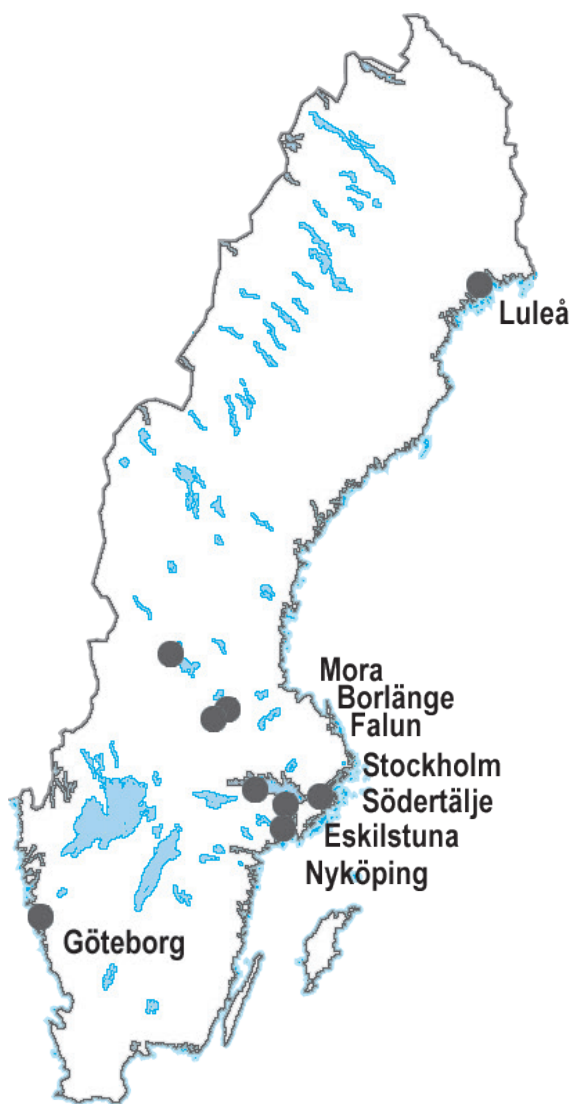 Luleå
Mora
Borlänge
Falun
Stockholm
Södertälje
Eskilstuna
Nyköping
Göteborg